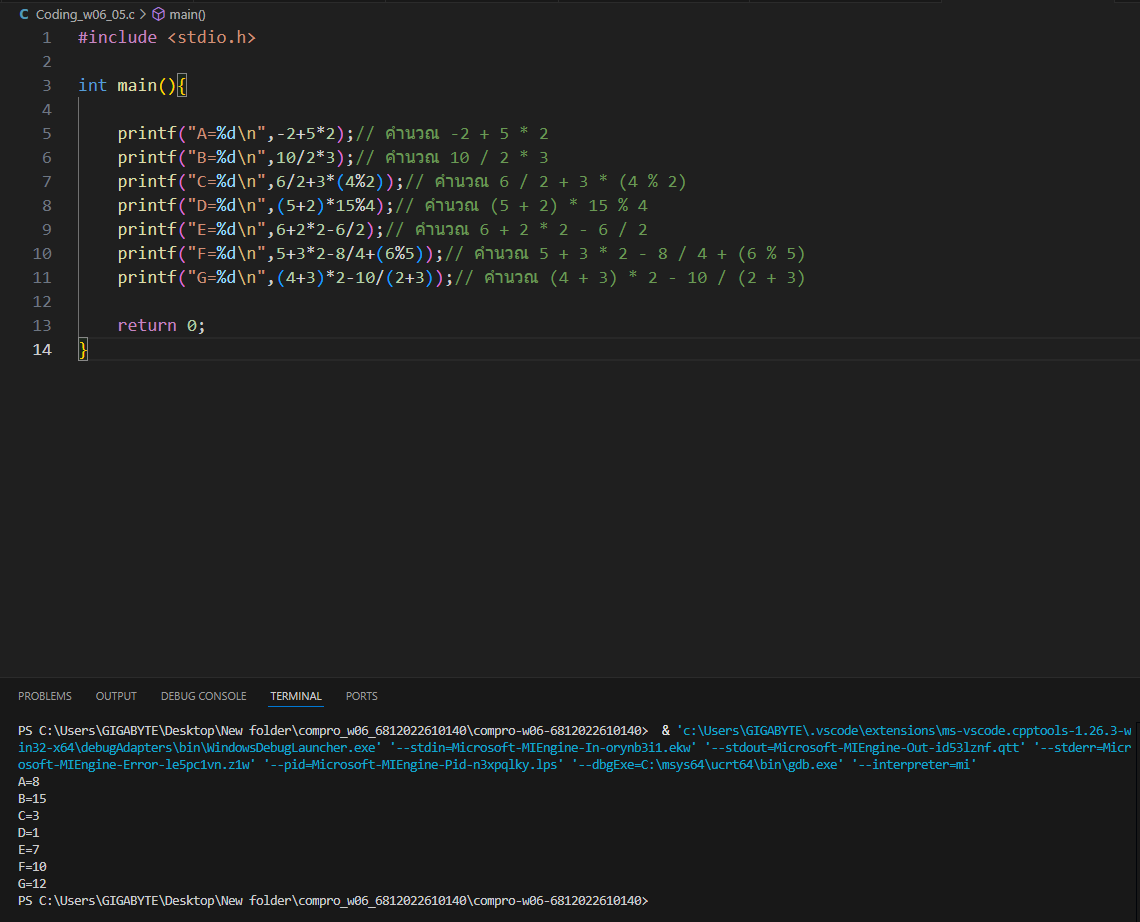 Coding_w06_05.c > main()
1 #include <stdio.h>
2
3 int main(){
4
5     printf("A=%d\n",-2+5*2);// คำนวณ -2 + 5 * 2
6     printf("B=%d\n",10/2*3);// คำนวณ 10 / 2 * 3
7     printf("C=%d\n",6/2+3*(4%2));// คำนวณ 6 / 2 + 3 * (4 % 2)
8     printf("D=%d\n",(5+2)*15%4);// คำนวณ (5 + 2) * 15 % 4
9     printf("E=%d\n",6+2*2-6/2);// คำนวณ 6 + 2 * 2 - 6 / 2
10     printf("F=%d\n",5+3*2-8/4+(6%5));// คำนวณ 5 + 3 * 2 - 8 / 4 + (6 % 5)
11     printf("G=%d\n",(4+3)*2-10/(2+3));// คำนวณ (4 + 3) * 2 - 10 / (2 + 3)
12
13     return 0;
14 }
PROBLEMS OUTPUT DEBUG CONSOLE TERMINAL PORTS
PS C:\Users\GIGABYTE\Desktop\New folder\compro_w06_6812022610140\compro-w06-6812022610140>  & 'c:\Users\GIGABYTE\.vscode\extensions\ms-vscode.cpptools-1.26.3-w
in32-x64\debugAdapters\bin\WindowsDebugLauncher.exe' '--stdin=Microsoft-MIEngine-In-orynb3i1.ekw' '--stdout=Microsoft-MIEngine-Out-id53lznf.qtt' '--stderr=Micr
osoft-MIEngine-Error-le5pc1vn.z1w' '--pid=Microsoft-MIEngine-Pid-n3xpqlky.lps' '--dbgExe=C:\msys64\ucrt64\bin\gdb.exe' '--interpreter=mi'
A=8
B=15
C=3
D=1
E=7
F=10
G=12
PS C:\Users\GIGABYTE\Desktop\New folder\compro_w06_6812022610140\compro-w06-6812022610140>